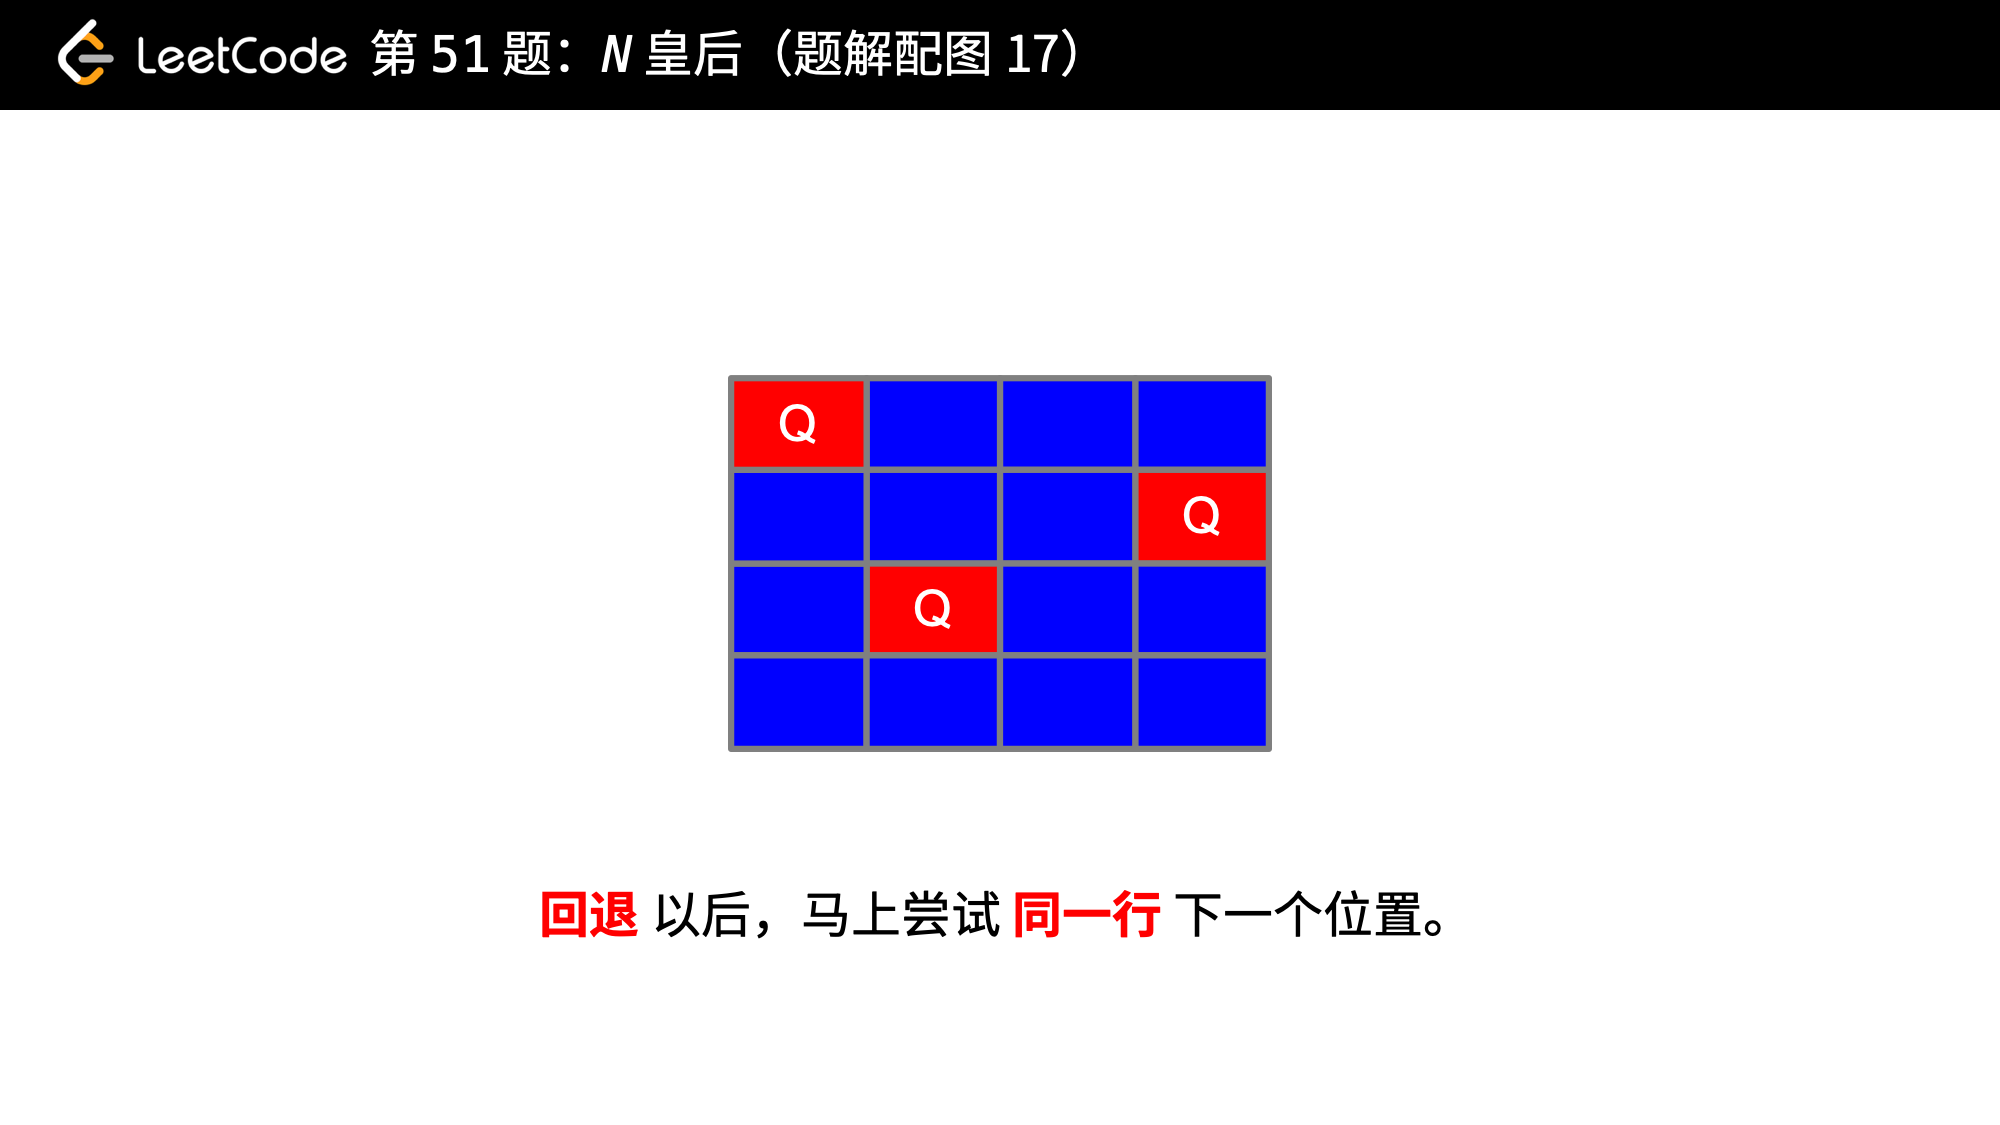 LeetCode 第 51 题：N 皇后（题解配图 17）
Q
Q
Q
回退 以后，马上尝试 同一行 下一个位置。